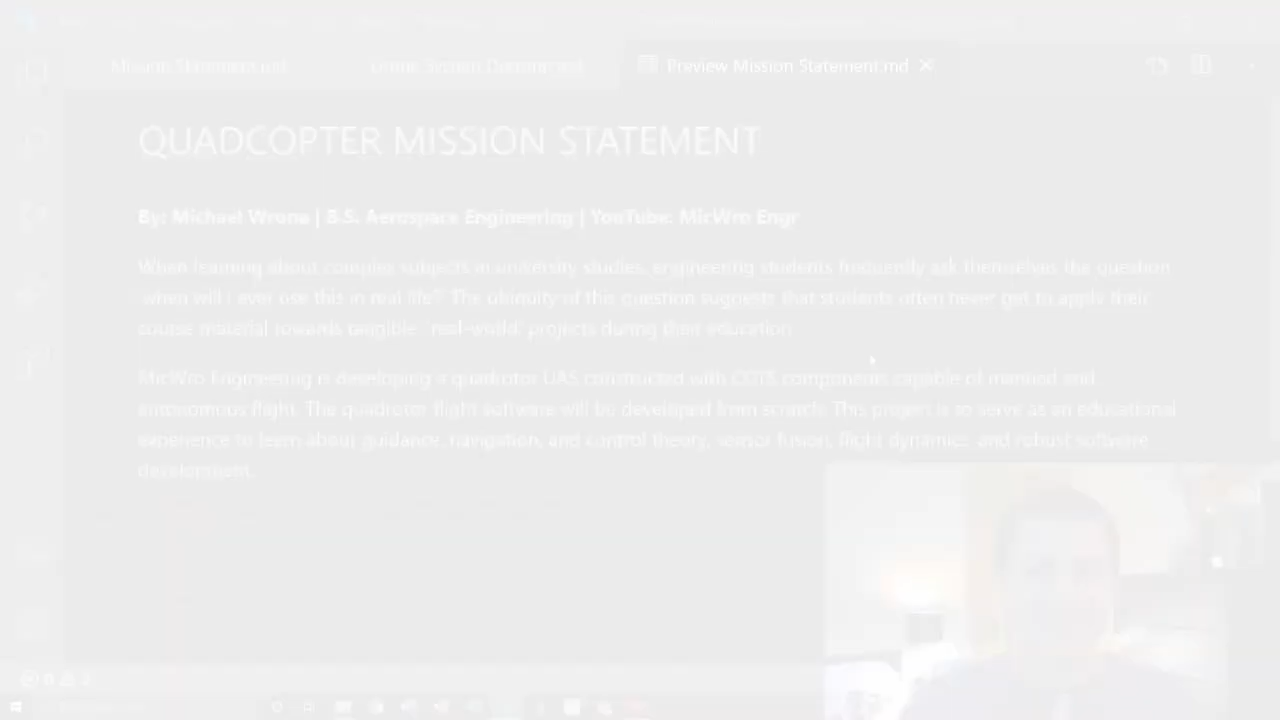 Mission Statement.md
Preview Mission Statement.md
QUADCOPTER MISSION STATEMENT
By: Michael Wrona | B.S. Aerospace Engineering | YouTube: MicWro Engr
When learning about complex subjects in university studies, engineering students frequently ask themselves the question
"when will I ever use this in real life?" The ubiquity of this question suggests that students often never get to apply their
course material towards tangible "real-world" projects during their education.
MicWro Engineering is developing a quadrotor UAS constructed with COTS components capable of manned and
autonomous flight. The quadrotor flight software will be developed from scratch. This project is to serve as an educational
experience to learn about guidance, navigation, and control theory, sensor fusion, flight dynamics, and robust software
development.